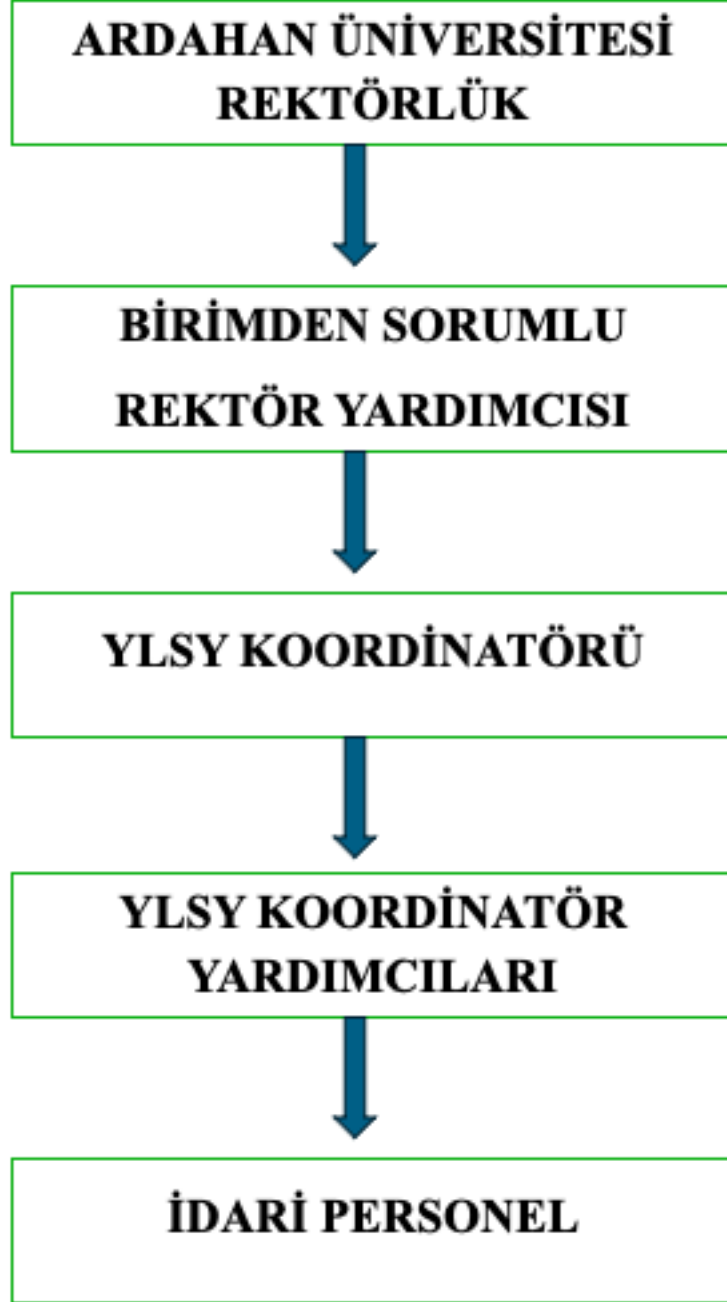 ARDAHAN ÜNİVERSİTESİ
REKTÖRLÜK
BİRİMDEN SORUMLU
REKTÖR YARDIMCISI
YLSY KOORDİNATÖRÜ
YLSY KOORDİNATÖR
YARDIMCILARI
İDARİ PERSONEL